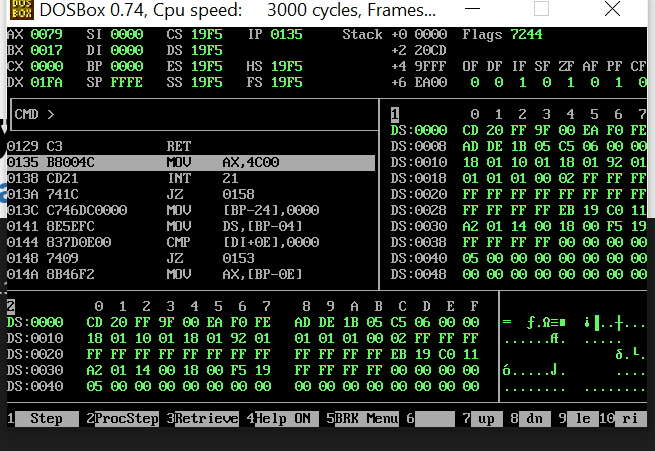 DOS BOX DOSBox 0.74, Cpu speed: 3000 cycles, Frames...
AX 0079 SI 0000 CS 19F5 IP 0135 Stack +0 0000 Flags 7244
BX 0017 DI 0000 DS 19F5 +2 20CD
CX 0000 BP 0000 ES 19F5 HS 19F5 +4 9FFF OF DF IF SF ZF AF PF CF
DX 01FA SP FFFE SS 19F5 FS 19F5 +6 EA00 0 0 1 0 1 0 1 0
CMD >
1 0 1 2 3 4 5 6 7
DS:0000 CD 20 FF 9F 00 EA F0 FE
0129 C3 RET DS:0008 AD DE 1B 05 C5 06 00 00
0135 B8004C MOV AX,4C00 DS:0010 18 01 10 01 18 01 92 01
0138 CD21 INT 21 DS:0018 01 01 01 00 02 FF FF FF
013A 741C JZ 0158 DS:0020 FF FF FF FF FF FF FF FF
013C C746DC0000 MOV [BP-24],0000 DS:0028 FF FF FF FF EB 19 C0 11
0141 8E5EFC MOV DS,[BP-04] DS:0030 A2 01 14 00 18 00 F5 19
0144 837D0E00 CMP [DI+0E],0000 DS:0038 FF FF FF FF 00 00 00 00
0148 7409 JZ 0153 DS:0040 05 00 00 00 00 00 00 00
014A 8B46F2 MOV AX,[BP-0E] DS:0048 00 00 00 00 00 00 00 00
2 0 1 2 3 4 5 6 7 8 9 A B C D E F
DS:0000 CD 20 FF 9F 00 EA F0 FE AD DE 1B 05 C5 06 00 00 = ƒ.Ω≡■ ¡▐..┼...
DS:0010 18 01 10 01 18 01 92 01 01 01 01 00 02 FF FF FF ......Æ. .....
DS:0020 FF FF FF FF FF FF FF FF FF FF FF FF EB 19 C0 11 δ.└.
DS:0030 A2 01 14 00 18 00 F5 19 FF FF FF FF 00 00 00 00 ó.....⌡. ....
DS:0040 05 00 00 00 00 00 00 00 00 00 00 00 00 00 00 00 ........ ........
1 Step 2ProcStep 3Retrieve 4Help ON 5BRK Menu 6 7 up 8 dn 9 le 10 ri